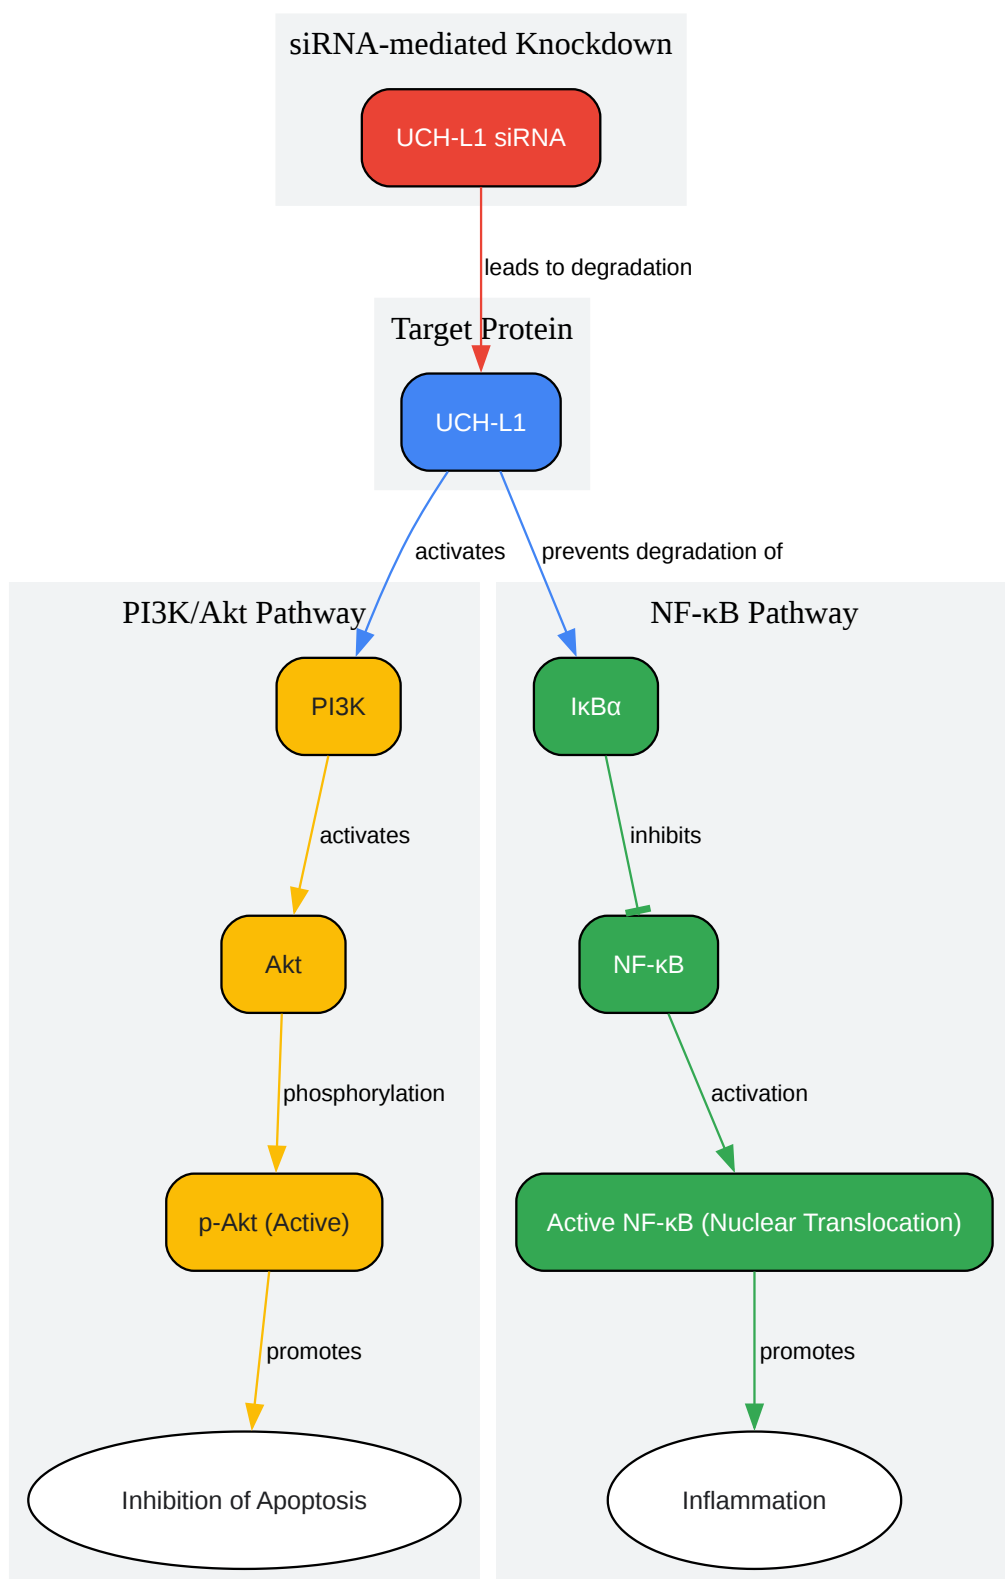 siRNA-mediated Knockdown
UCH-L1 siRNA
leads to degradation
Target Protein
UCH-L1
activates
prevents degradation of
PI3K/Akt Pathway
NF-κB Pathway
PI3K
IκBα
activates
inhibits
Akt
NF-κB
phosphorylation
activation
p-Akt (Active)
Active NF-κB (Nuclear Translocation)
promotes
promotes
Inhibition of Apoptosis
Inflammation